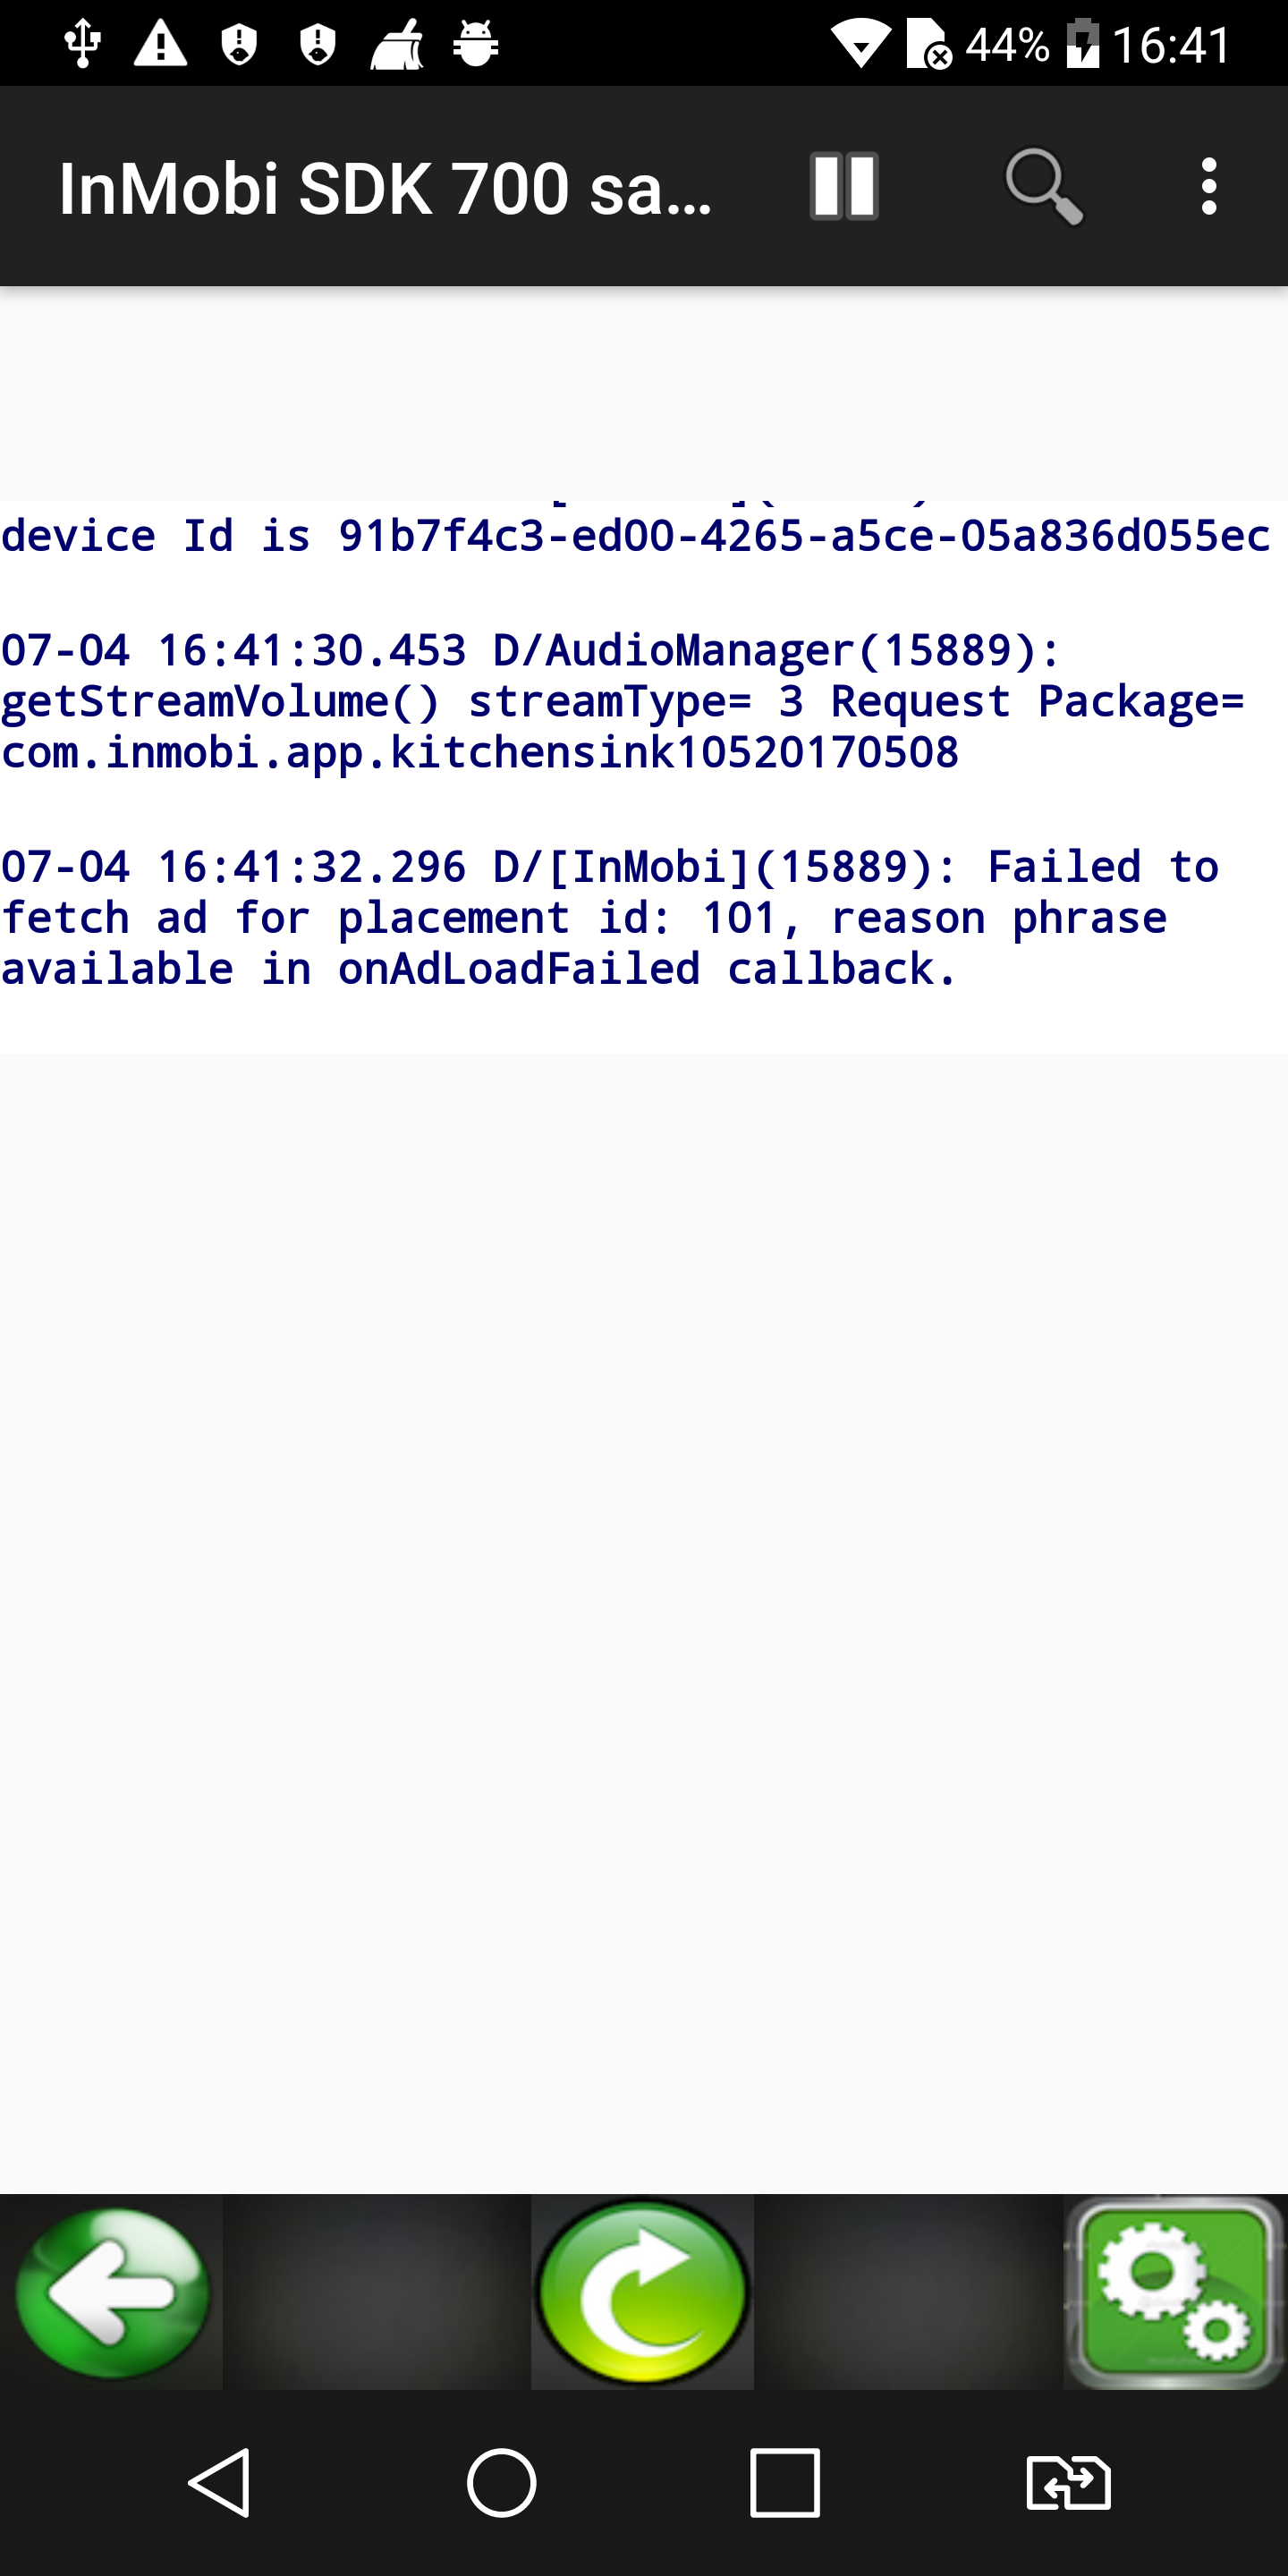 44% 16:41
InMobi SDK 700 sa...
device Id is 91b7f4c3-ed00-4265-a5ce-05a836d055ec
07-04 16:41:30.453 D/AudioManager(15889):
getStreamVolume() streamType= 3 Request Package=
com.inmobi.app.kitchensink10520170508
07-04 16:41:32.296 D/[InMobi](15889): Failed to
fetch ad for placement id: 101, reason phrase
available in onAdLoadFailed callback.